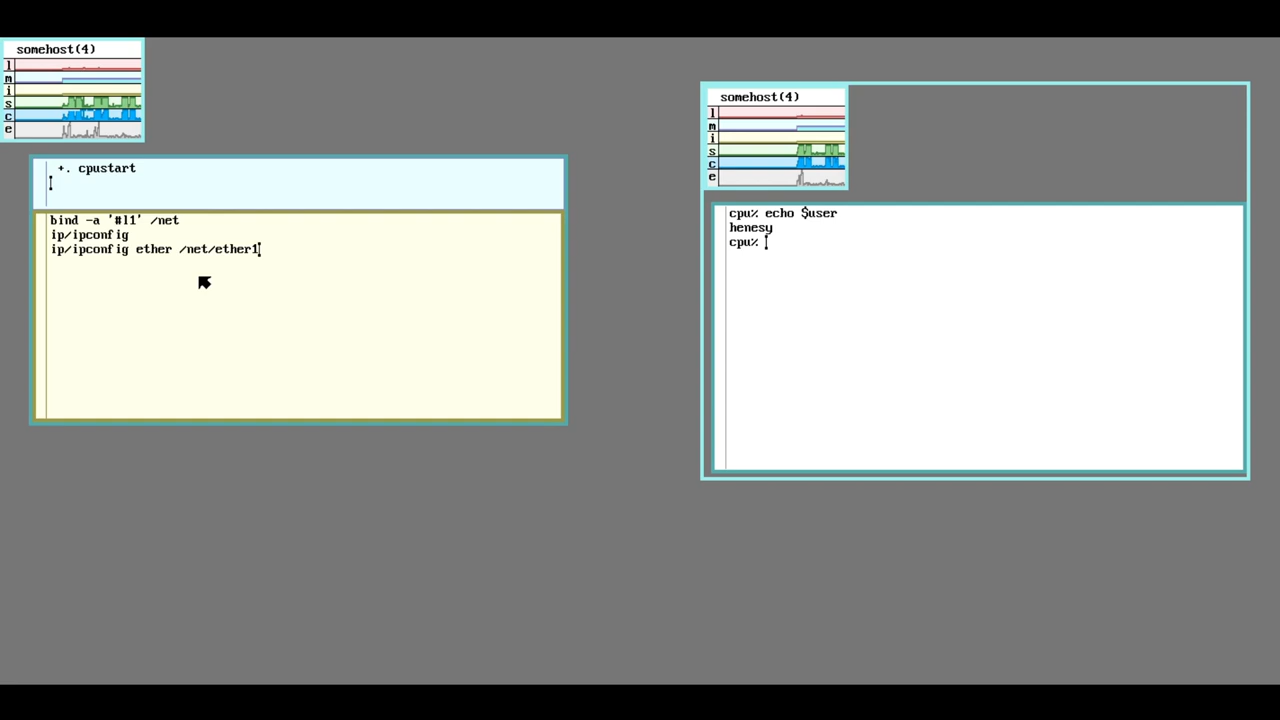 somehost(4)
l
m
i
s
c
e
+. cpustart
bind -a '#l1' /net
ip/ipconfig
ip/ipconfig ether /net/ether1
somehost(4)
l
m
i
s
c
e
cpu% echo $user
henesy
cpu%